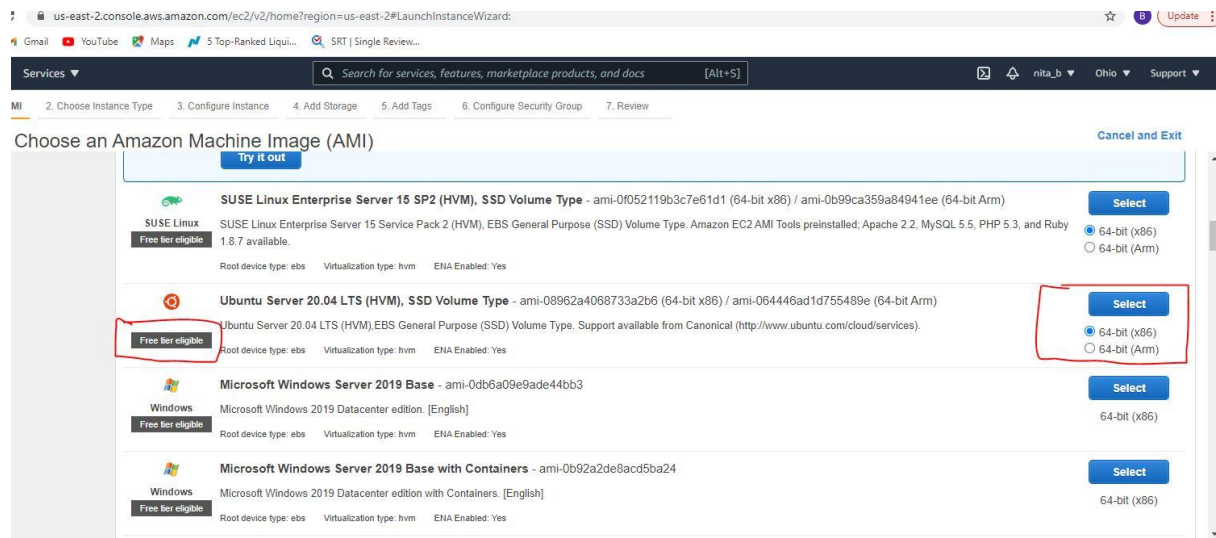 us-east-2.console.aws.amazon.com/ec2/v2/home?region=us-east-2#LaunchInstanceWizard:
B
Update
Gmail YouTube Maps 5 Top-Ranked Liqui... SRT | Single Review...
Services ▼ Search for services, features, marketplace products, and docs [Alt+S] nita_b ▼ Ohio ▼ Support ▼
MI 2. Choose Instance Type 3. Configure Instance 4. Add Storage 5. Add Tags 6. Configure Security Group 7. Review
Choose an Amazon Machine Image (AMI) Cancel and Exit
Try it out
SUSE Linux Enterprise Server 15 SP2 (HVM), SSD Volume Type - ami-0f052119b3c7e61d1 (64-bit x86) / ami-0b99ca359a84941ee (64-bit Arm)
SUSE Linux
Free tier eligible
SUSE Linux Enterprise Server 15 Service Pack 2 (HVM), EBS General Purpose (SSD) Volume Type. Amazon EC2 AMI Tools preinstalled; Apache 2.2, MySQL 5.5, PHP 5.3, and Ruby
1.8.7 available.
Root device type: ebs Virtualization type: hvm ENA Enabled: Yes
Select
64-bit (x86)
64-bit (Arm)
Ubuntu Server 20.04 LTS (HVM), SSD Volume Type - ami-08962a4068733a2b6 (64-bit x86) / ami-064446ad1d755489e (64-bit Arm)
Free tier eligible
Ubuntu Server 20.04 LTS (HVM),EBS General Purpose (SSD) Volume Type. Support available from Canonical (http://www.ubuntu.com/cloud/services).
Root device type: ebs Virtualization type: hvm ENA Enabled: Yes
Select
64-bit (x86)
64-bit (Arm)
Microsoft Windows Server 2019 Base - ami-0db6a09e9ade44bb3
Windows
Free tier eligible
Microsoft Windows 2019 Datacenter edition. [English]
Root device type: ebs Virtualization type: hvm ENA Enabled: Yes
Select
64-bit (x86)
Microsoft Windows Server 2019 Base with Containers - ami-0b92a2de8acd5ba24
Windows
Free tier eligible
Microsoft Windows 2019 Datacenter edition with Containers. [English]
Root device type: ebs Virtualization type: hvm ENA Enabled: Yes
Select
64-bit (x86)